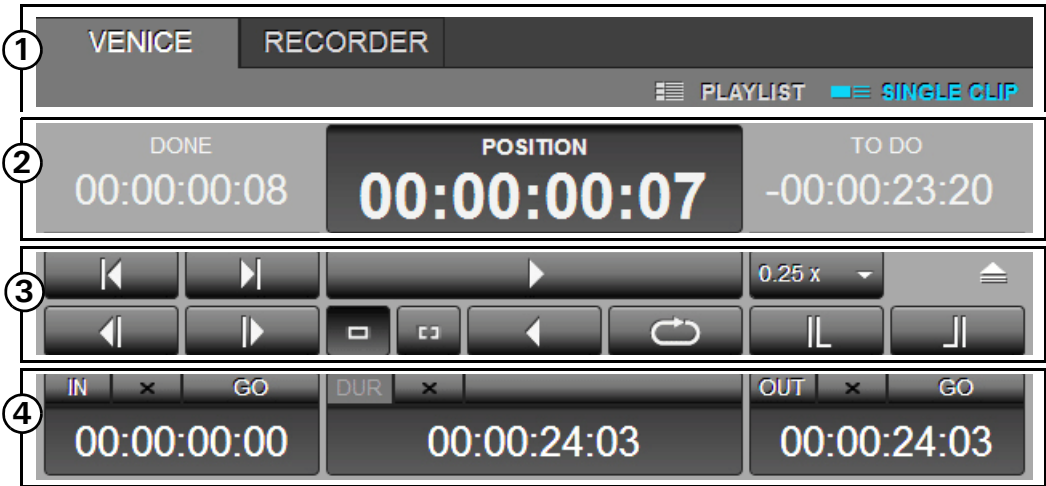 1
VENICE RECORDER
PLAYLIST SINGLE CLIP
2
DONE POSITION TO DO
00:00:00:08 00:00:00:07 -00:00:23:20
3
0.25 x
4
IN × GO DUR × OUT × GO
00:00:00:00 00:00:24:03 00:00:24:03